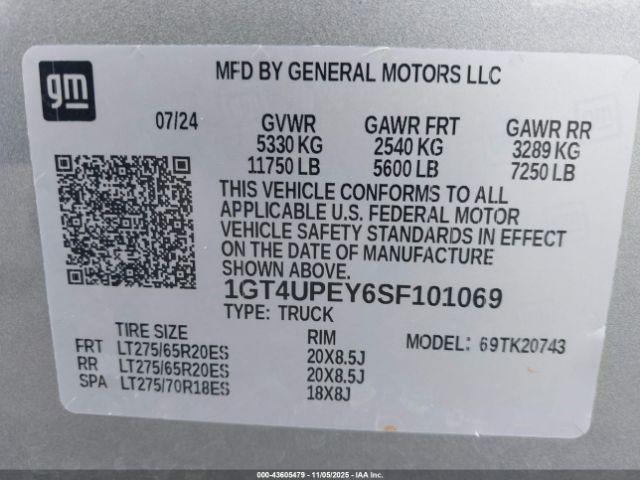 gm
MFD BY GENERAL MOTORS LLC
07/24 GVWR GAWR FRT GAWR RR
5330 KG 2540 KG 3289 KG
11750 LB 5600 LB 7250 LB
THIS VEHICLE CONFORMS TO ALL
APPLICABLE U.S. FEDERAL MOTOR
VEHICLE SAFETY STANDARDS IN EFFECT
ON THE DATE OF MANUFACTURE
SHOWN ABOVE.
1GT4UPEY6SF101069
TYPE: TRUCK
TIRE SIZE RIM MODEL: 69TK20743
FRT LT275/65R20ES 20X8.5J
RR LT275/65R20ES 20X8.5J
SPA LT275/70R18ES 18X8J
000-43605479 - 11/05/2025 - IAA Inc.